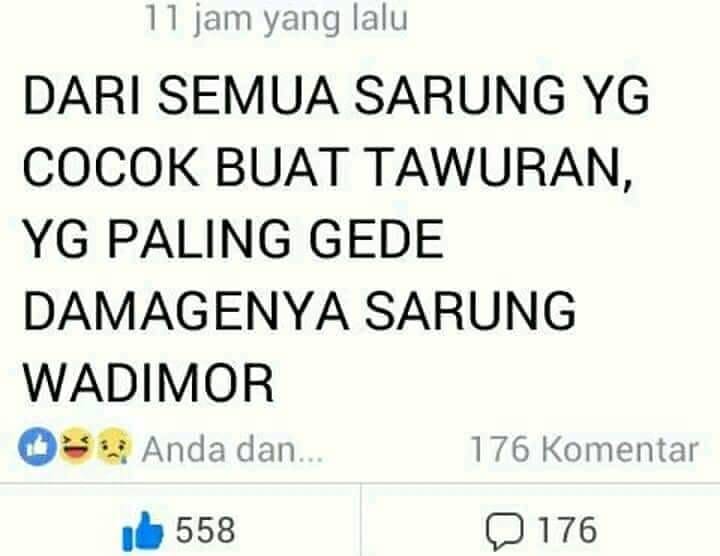 11 jam yang lalu
DARI SEMUA SARUNG YG
COCOK BUAT TAWURAN,
YG PALING GEDE
DAMAGENYA SARUNG
WADIMOR
Anda dan... 176 Komentar
558 176